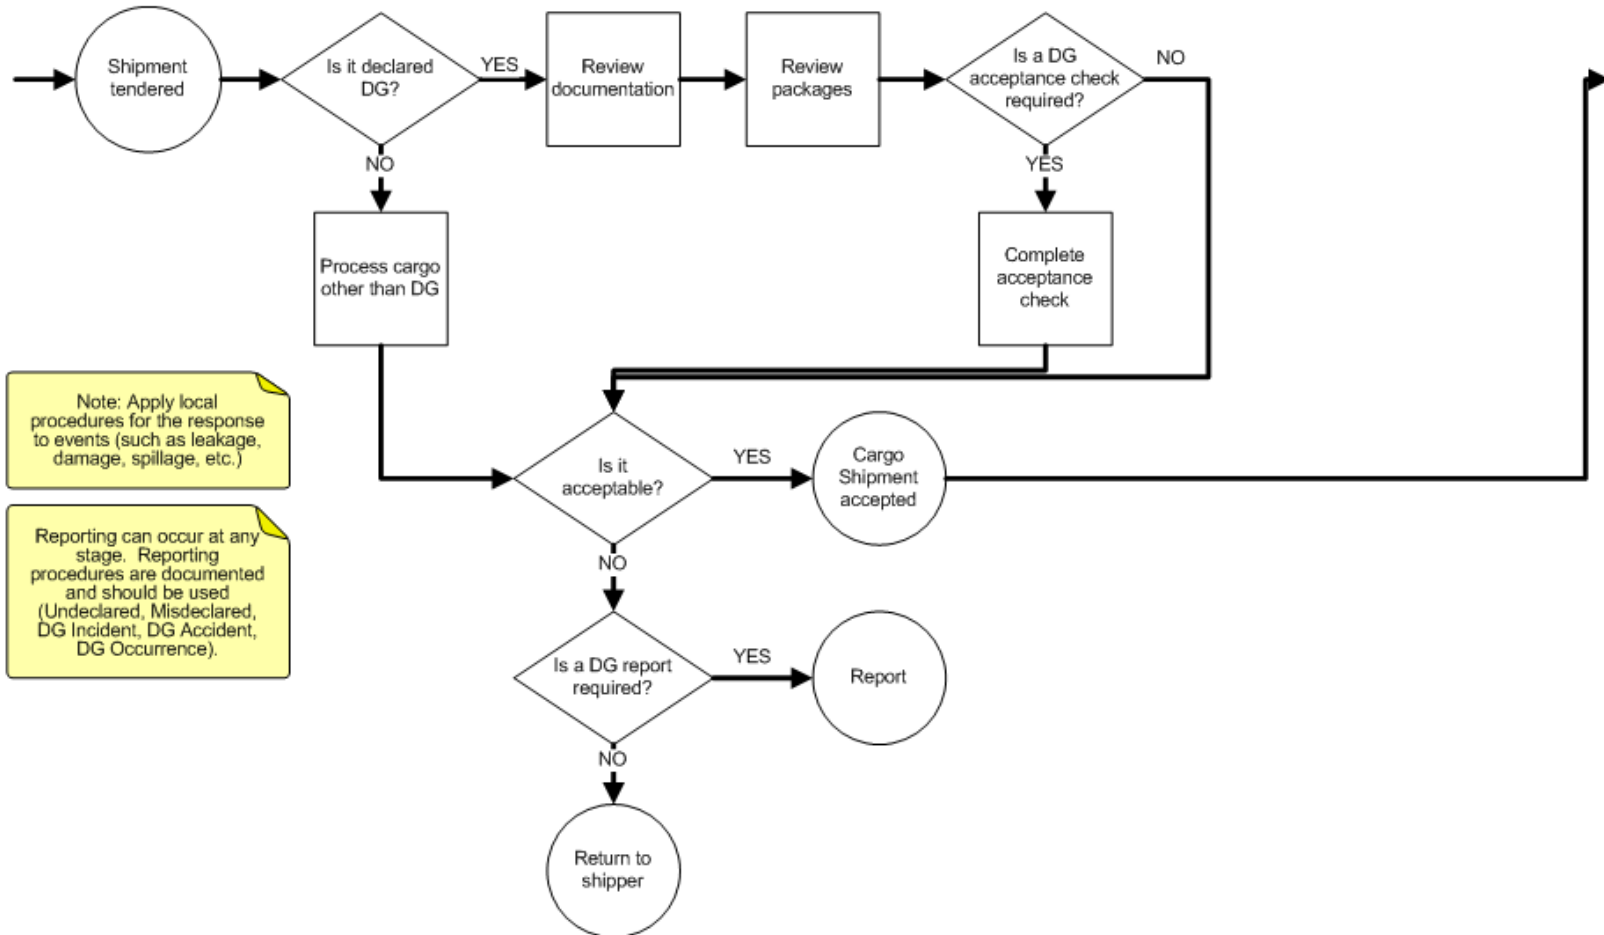 Shipment
tendered
Is it declared
DG?
YES
Review
documentation
Review
packages
Is a DG
acceptance check
required?
NO
NO
YES
Process cargo
other than DG
Complete
acceptance
check
Note: Apply local
procedures for the response
to events (such as leakage,
damage, spillage, etc.)
Is it
acceptable?
YES
Cargo
Shipment
accepted
Reporting can occur at any
stage.  Reporting
procedures are documented
and should be used
(Undeclared, Misdeclared,
DG Incident, DG Accident,
DG Occurrence).
NO
Is a DG report
required?
YES
Report
NO
Return to
shipper